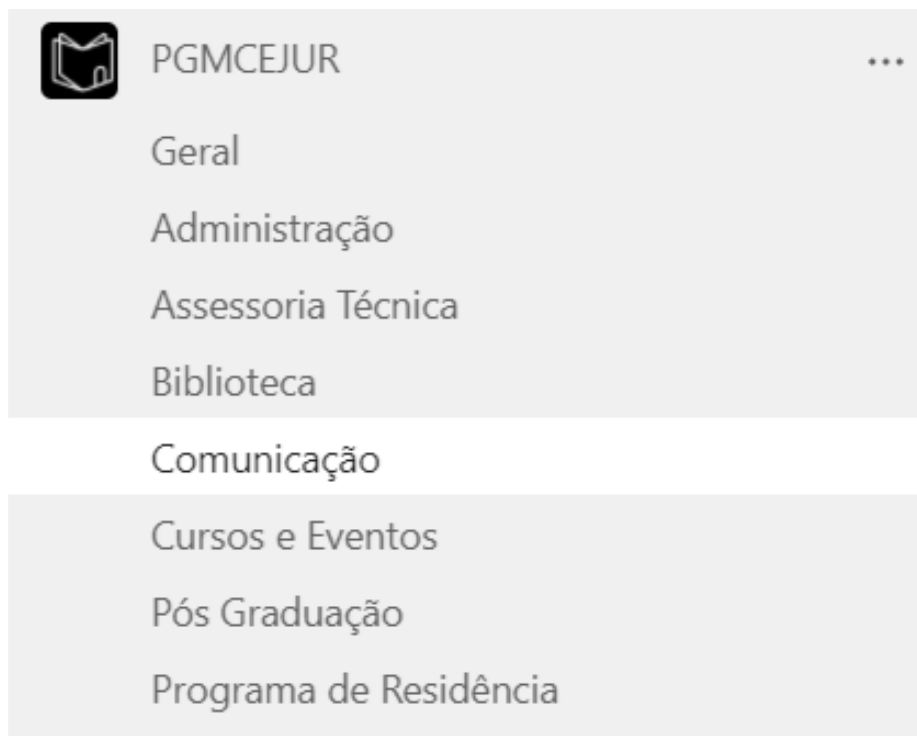 PGMCEJUR
Geral
Administração
Assessoria Técnica
Biblioteca
Comunicação
Cursos e Eventos
Pós Graduação
Programa de Residência